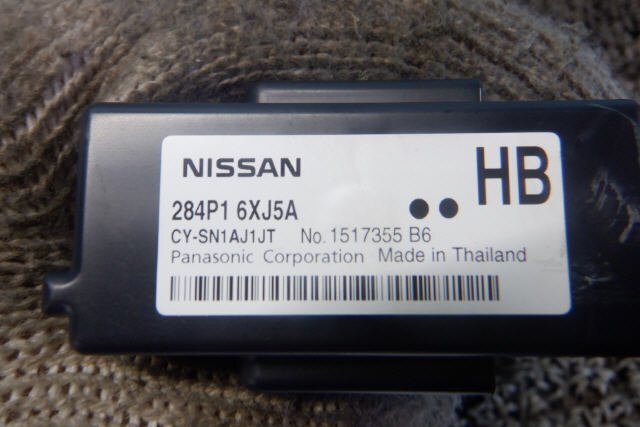 NISSAN
HB
284P1 6XJ5A
CY-SN1AJ1JT No. 1517355 B6
Panasonic Corporation Made in Thailand